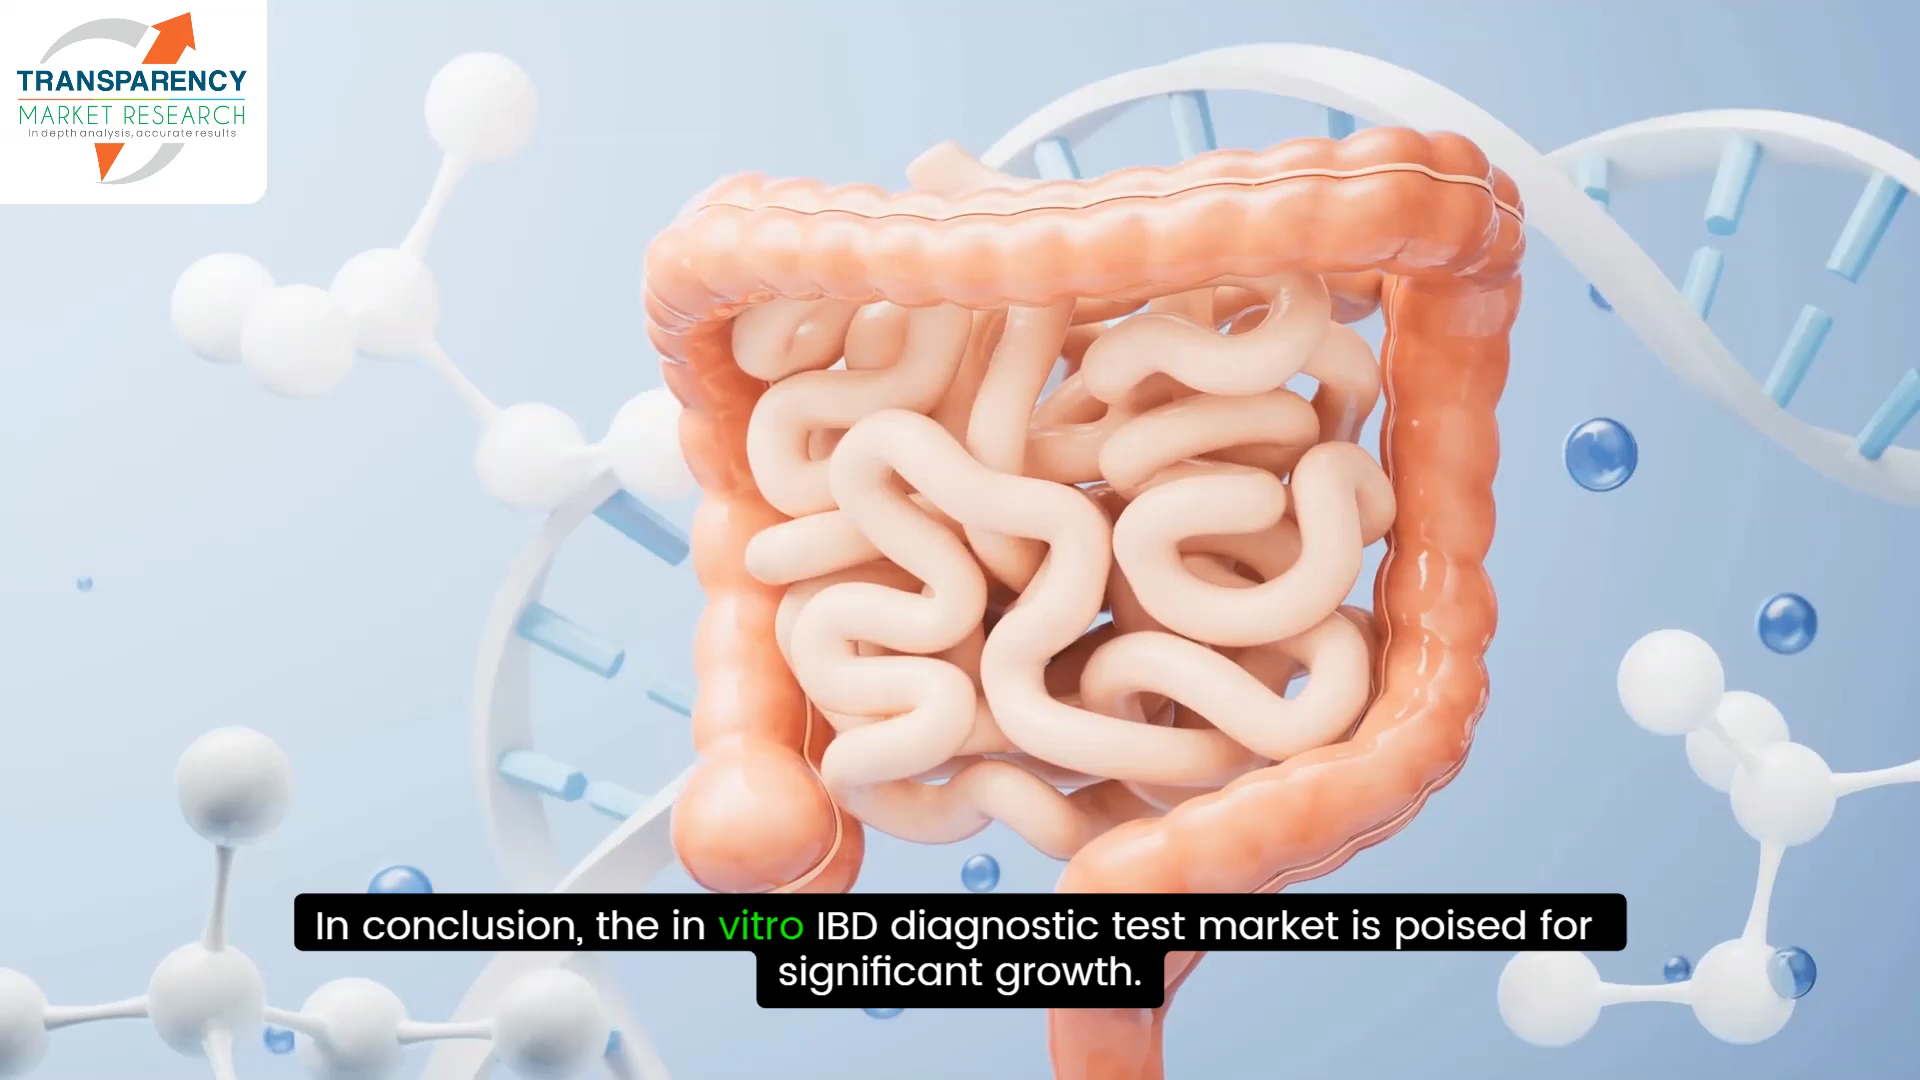 TRANSPARENCY
MARKET RESEARCH
In depth analysis, accurate results
In conclusion, the in vitro IBD diagnostic test market is poised for
significant growth.